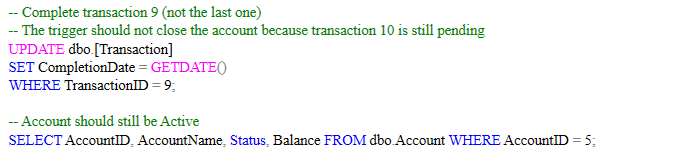 -- Complete transaction 9 (not the last one)
-- The trigger should not close the account because transaction 10 is still pending
UPDATE dbo.[Transaction]
SET CompletionDate = GETDATE()
WHERE TransactionID = 9;

-- Account should still be Active
SELECT AccountID, AccountName, Status, Balance FROM dbo.Account WHERE AccountID = 5;